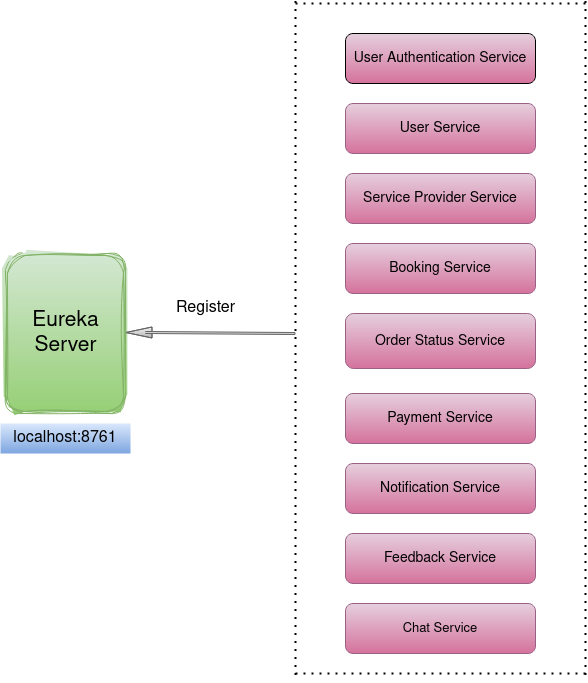 User Authentication Service
User Service
Service Provider Service
Booking Service
Order Status Service
Payment Service
Notification Service
Feedback Service
Chat Service
Register
Eureka
Server
localhost:8761